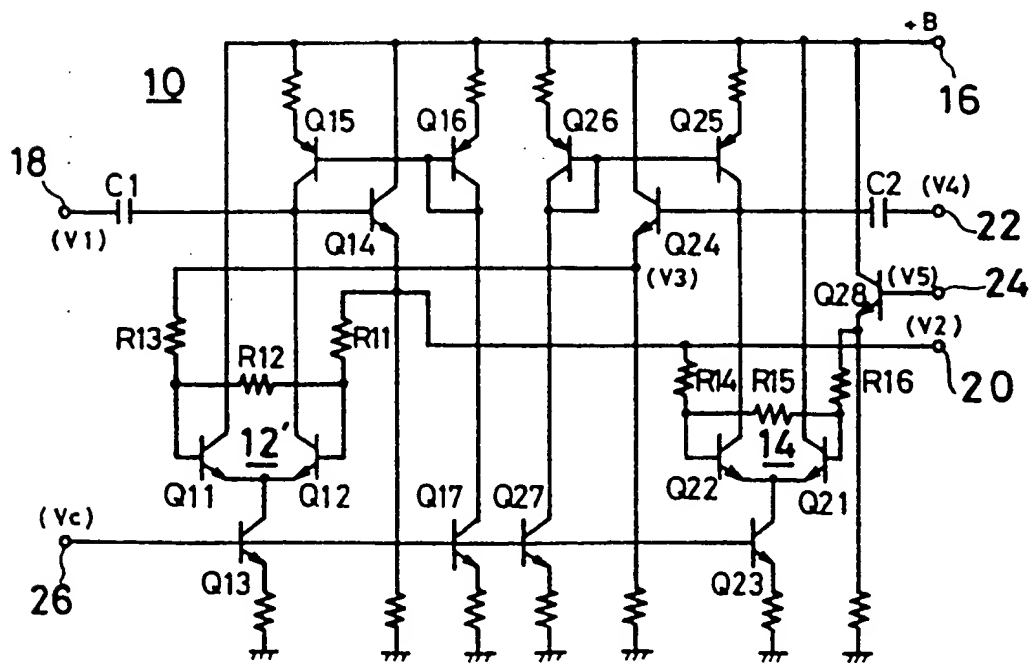 +B
10
16
Q15
Q16
Q26
Q25
18
C1
C2
(V4)
(V1)
22
Q14
Q24
(V3)
(V5)
24
Q28
(V2)
R13
R11
R12
R14
R15
R16
20
12'
14
Q11
Q12
Q22
Q21
(Vc)
Q17
Q27
26
Q13
Q23